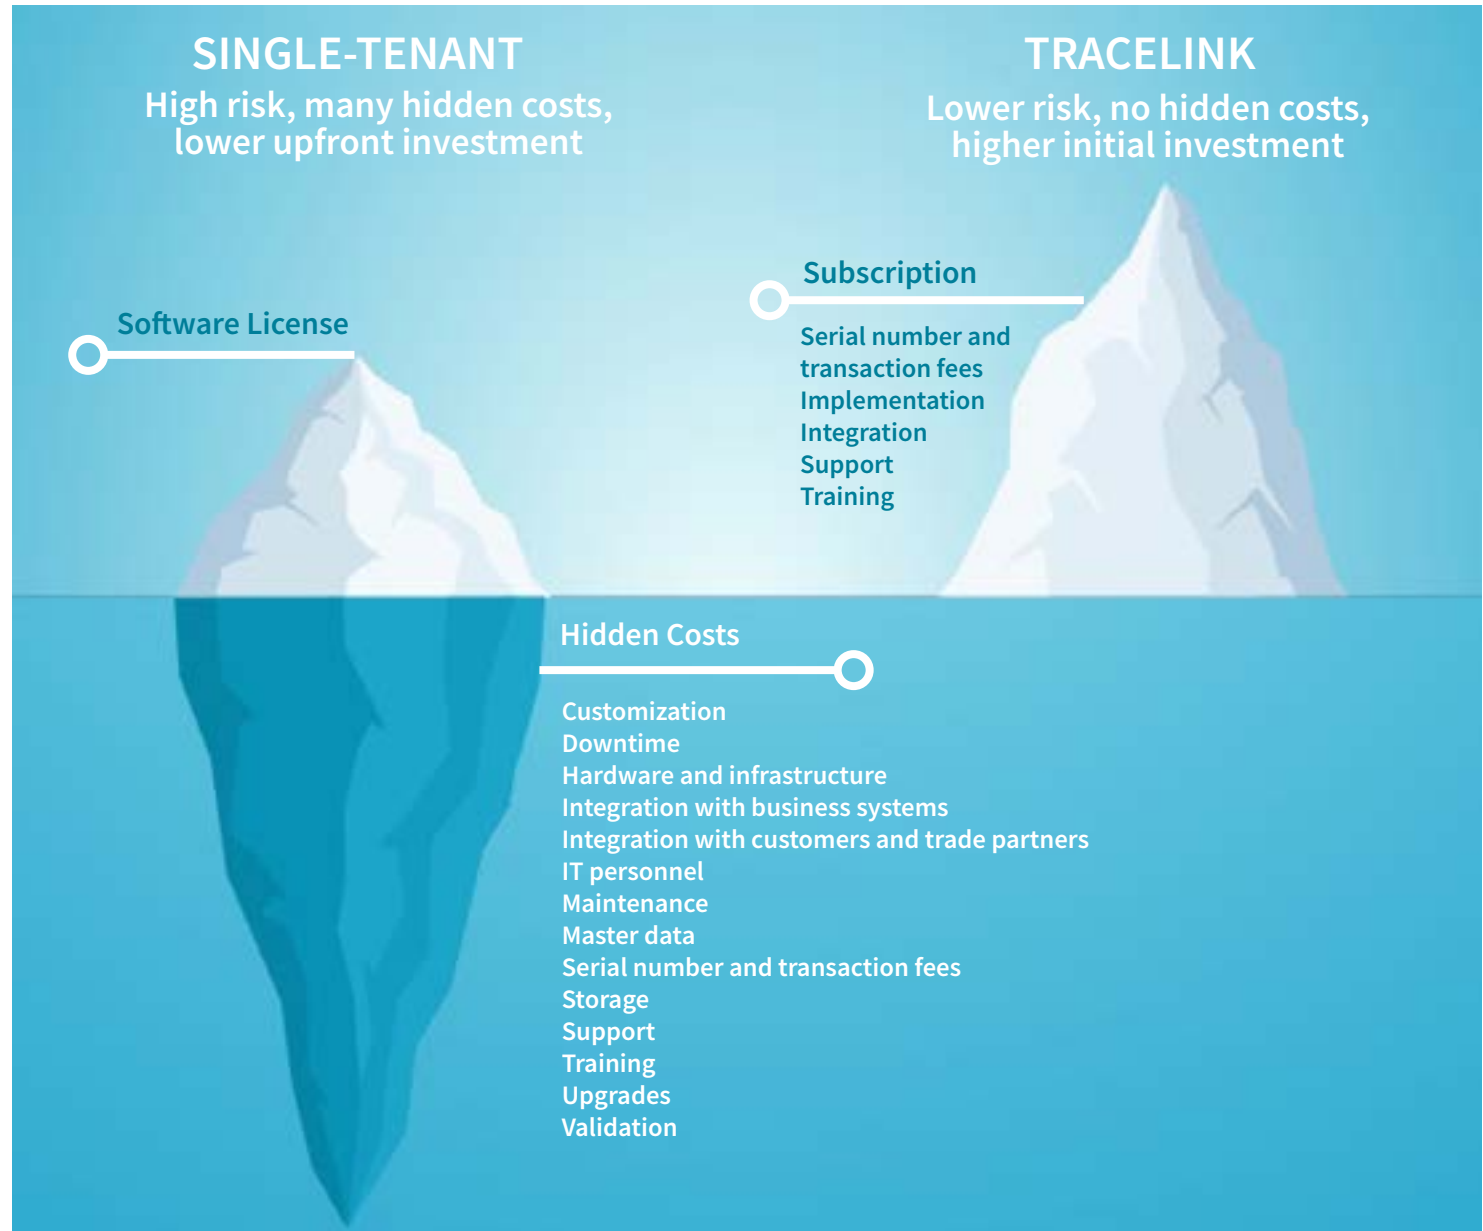 SINGLE-TENANT
High risk, many hidden costs,
lower upfront investment
TRACELINK
Lower risk, no hidden costs,
higher initial investment
Software License
Subscription
Serial number and
transaction fees
Implementation
Integration
Support
Training
Hidden Costs
Customization
Downtime
Hardware and infrastructure
Integration with business systems
Integration with customers and trade partners
IT personnel
Maintenance
Master data
Serial number and transaction fees
Storage
Support
Training
Upgrades
Validation